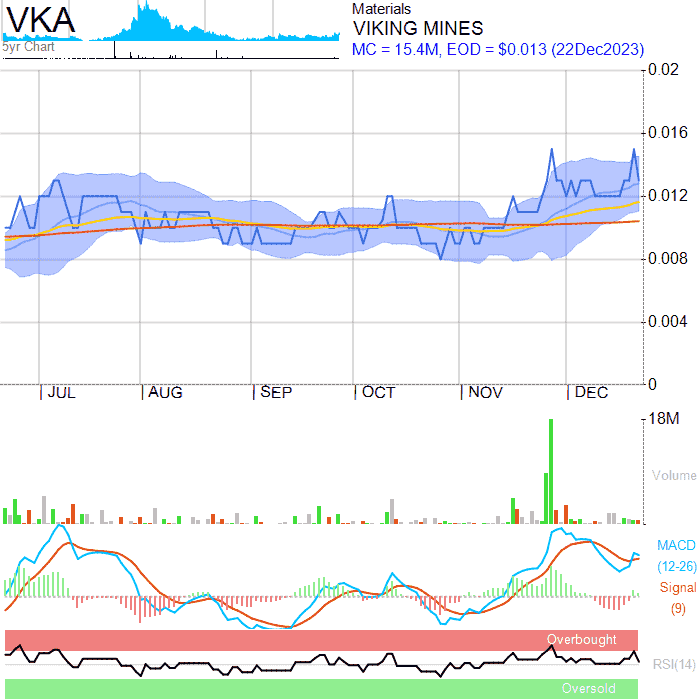 VKA
5yr Chart
Materials
VIKING MINES
MC = 15.4M, EOD = $0.013 (22Dec2023)
0.02
0.016
0.012
0.008
0.004
0
JUL AUG SEP OCT NOV DEC
18M
Volume
MACD
(12-26)
Signal
(9)
Overbought
RSI(14)
Oversold